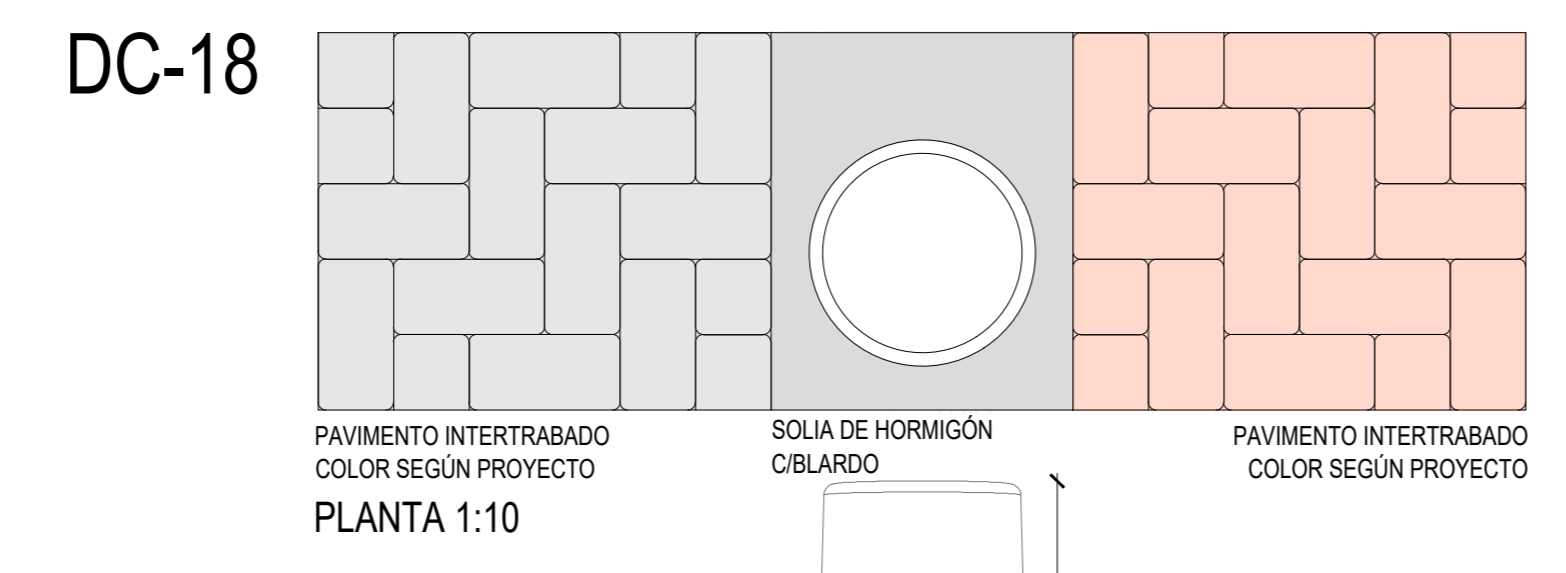 DC-18
PAVIMENTO INTERTRABADO
COLOR SEGÚN PROYECTO
SOLIA DE HORMIGÓN
C/BLARDO
PAVIMENTO INTERTRABADO
COLOR SEGÚN PROYECTO
PLANTA 1:10